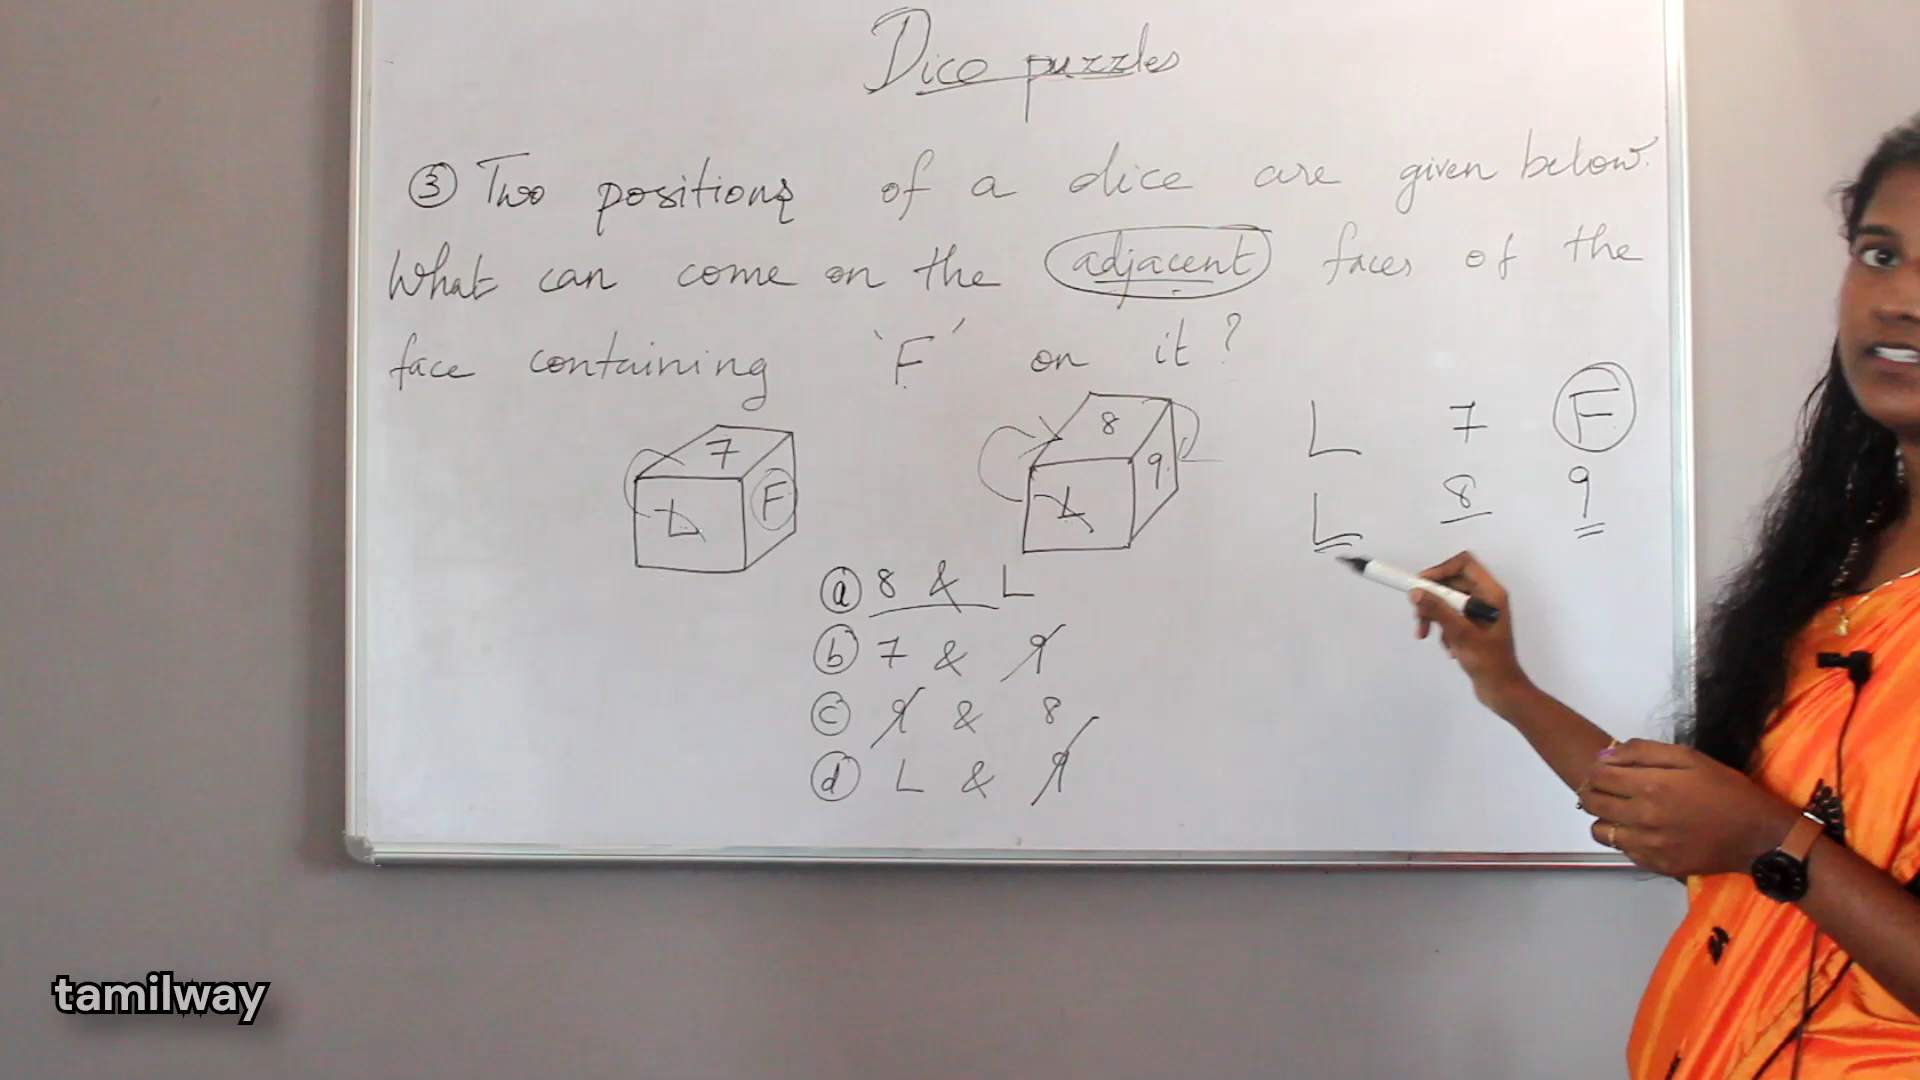 Dice puzzles
③ Two positions of a dice are given below.
What can come on the adjacent faces of the
face containing 'F' on it?
7
L F
8
L 9
L 7 F
L 8 9
ⓐ 8 & L
ⓑ 7 & 9
ⓒ 9 & 8
ⓓ L & 9
tamilway